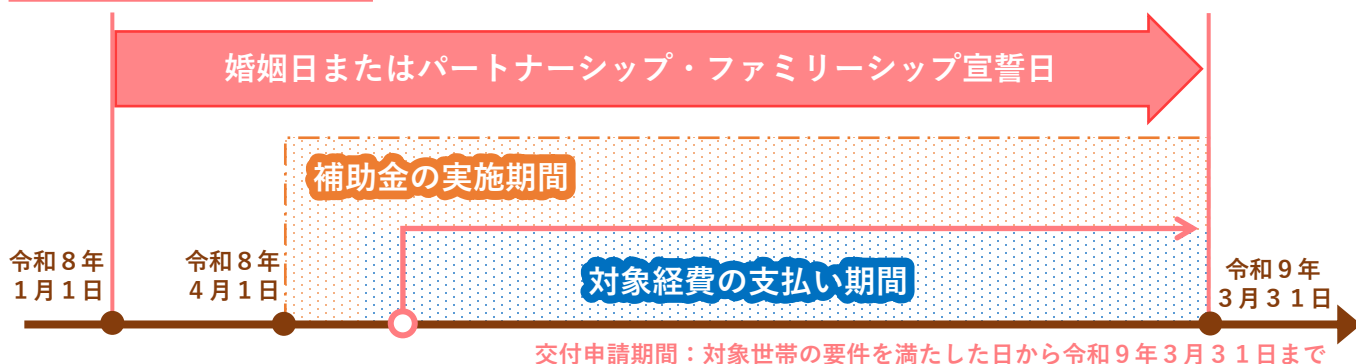 婚姻日またはパートナーシップ・ファミリーシップ宣誓日
補助金の実施期間
令和８年
１月１日
令和８年
４月１日
対象経費の支払い期間
令和９年
３月３１日
交付申請期間：対象世帯の要件を満たした日から令和９年３月３１日まで